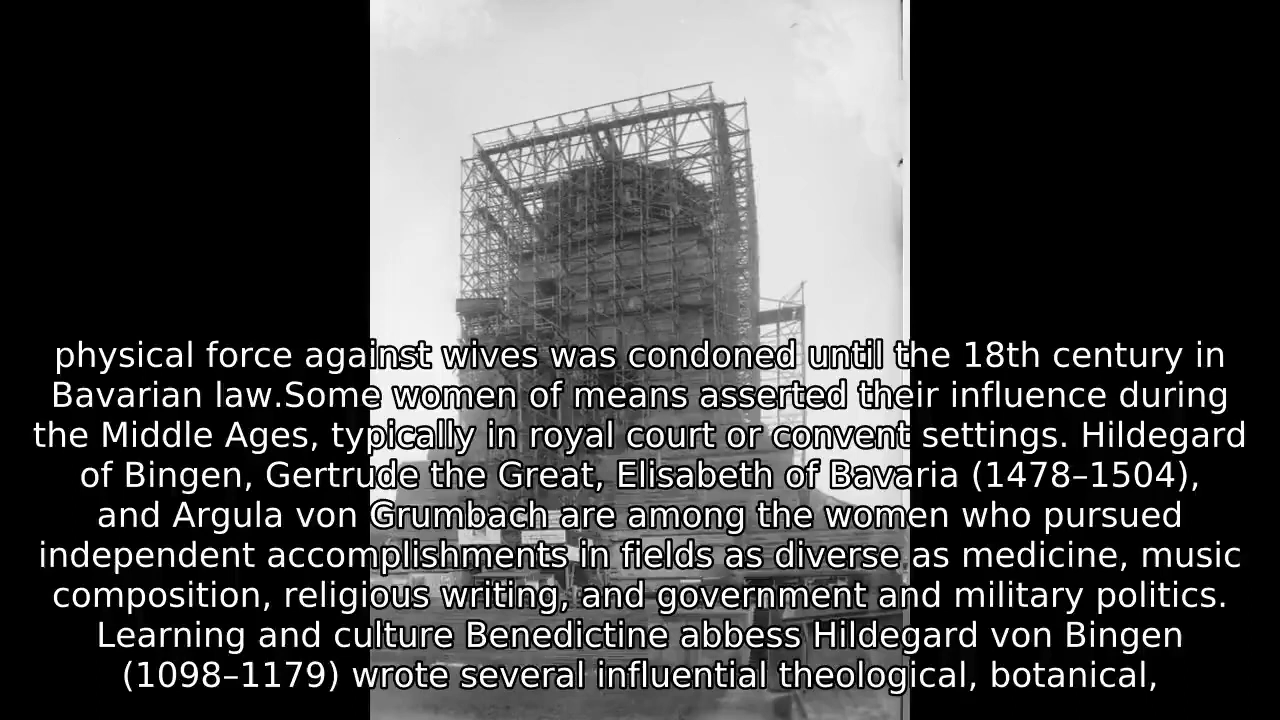 physical force against wives was condoned until the 18th century in
Bavarian law.Some women of means asserted their influence during
the Middle Ages, typically in royal court or convent settings. Hildegard
of Bingen, Gertrude the Great, Elisabeth of Bavaria (1478–1504),
and Argula von Grumbach are among the women who pursued
independent accomplishments in fields as diverse as medicine, music
composition, religious writing, and government and military politics.
Learning and culture Benedictine abbess Hildegard von Bingen
(1098–1179) wrote several influential theological, botanical,